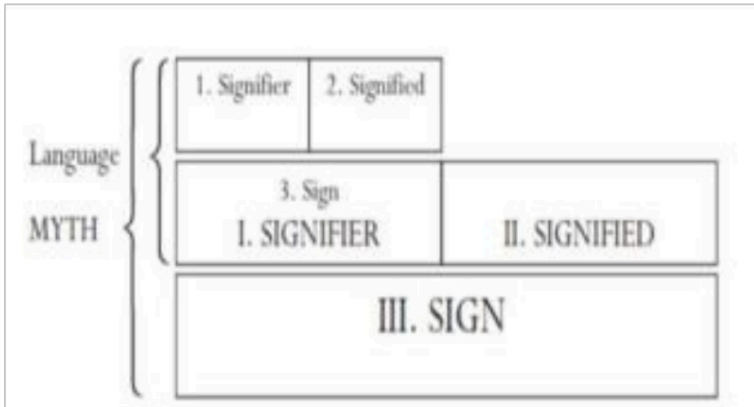 1. Signifier 2. Signified
Language
3. Sign
MYTH
I. SIGNIFIER II. SIGNIFIED
III. SIGN